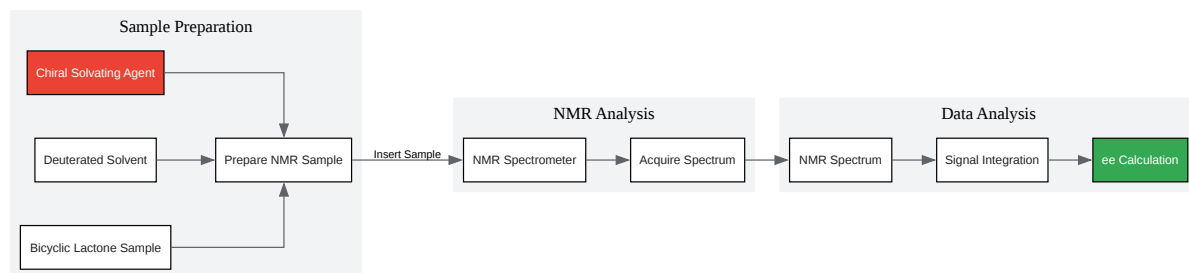 Sample Preparation
Chiral Solvating Agent
Deuterated Solvent
Prepare NMR Sample
Bicyclic Lactone Sample
Insert Sample
NMR Analysis
NMR Spectrometer
Acquire Spectrum
Data Analysis
NMR Spectrum
Signal Integration
ee Calculation